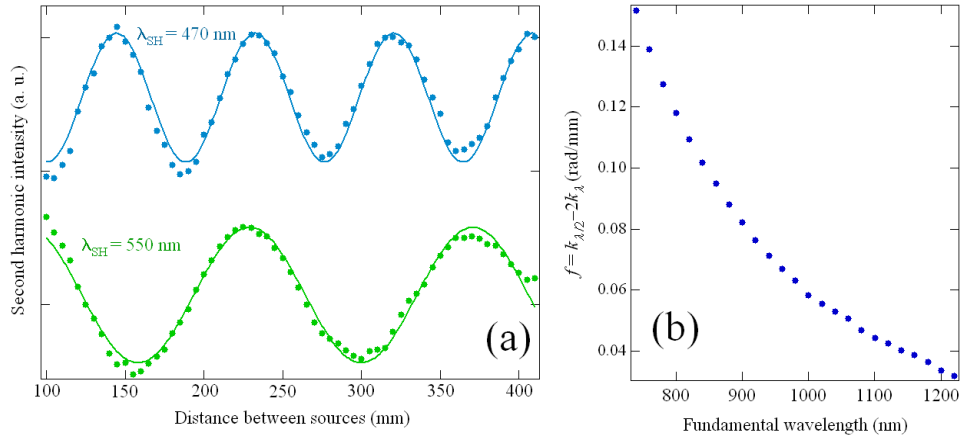 λSH = 470 nm
λSH = 550 nm
(a)
Second harmonic intensity (a. u.)
100
150
200
250
300
350
400
Distance between sources (mm)
(b)
f = kλ/2−2kλ (rad/mm)
0.14
0.12
0.10
0.08
0.06
0.04
800
900
1000
1100
1200
Fundamental wavelength (nm)